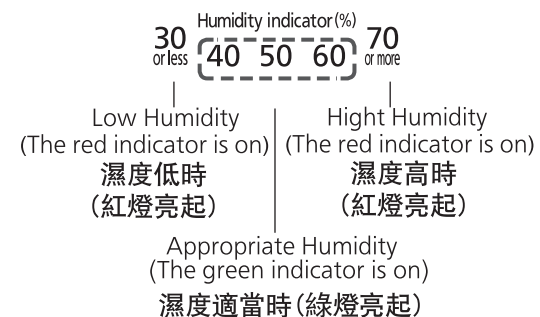 Humidity indicator(%)
30 or less
40 50 60
70 or more
Low Humidity
(The red indicator is on)
濕度低時
(紅燈亮起)
Hight Humidity
(The red indicator is on)
濕度高時
(紅燈亮起)
Appropriate Humidity
(The green indicator is on)
濕度適當時(綠燈亮起)